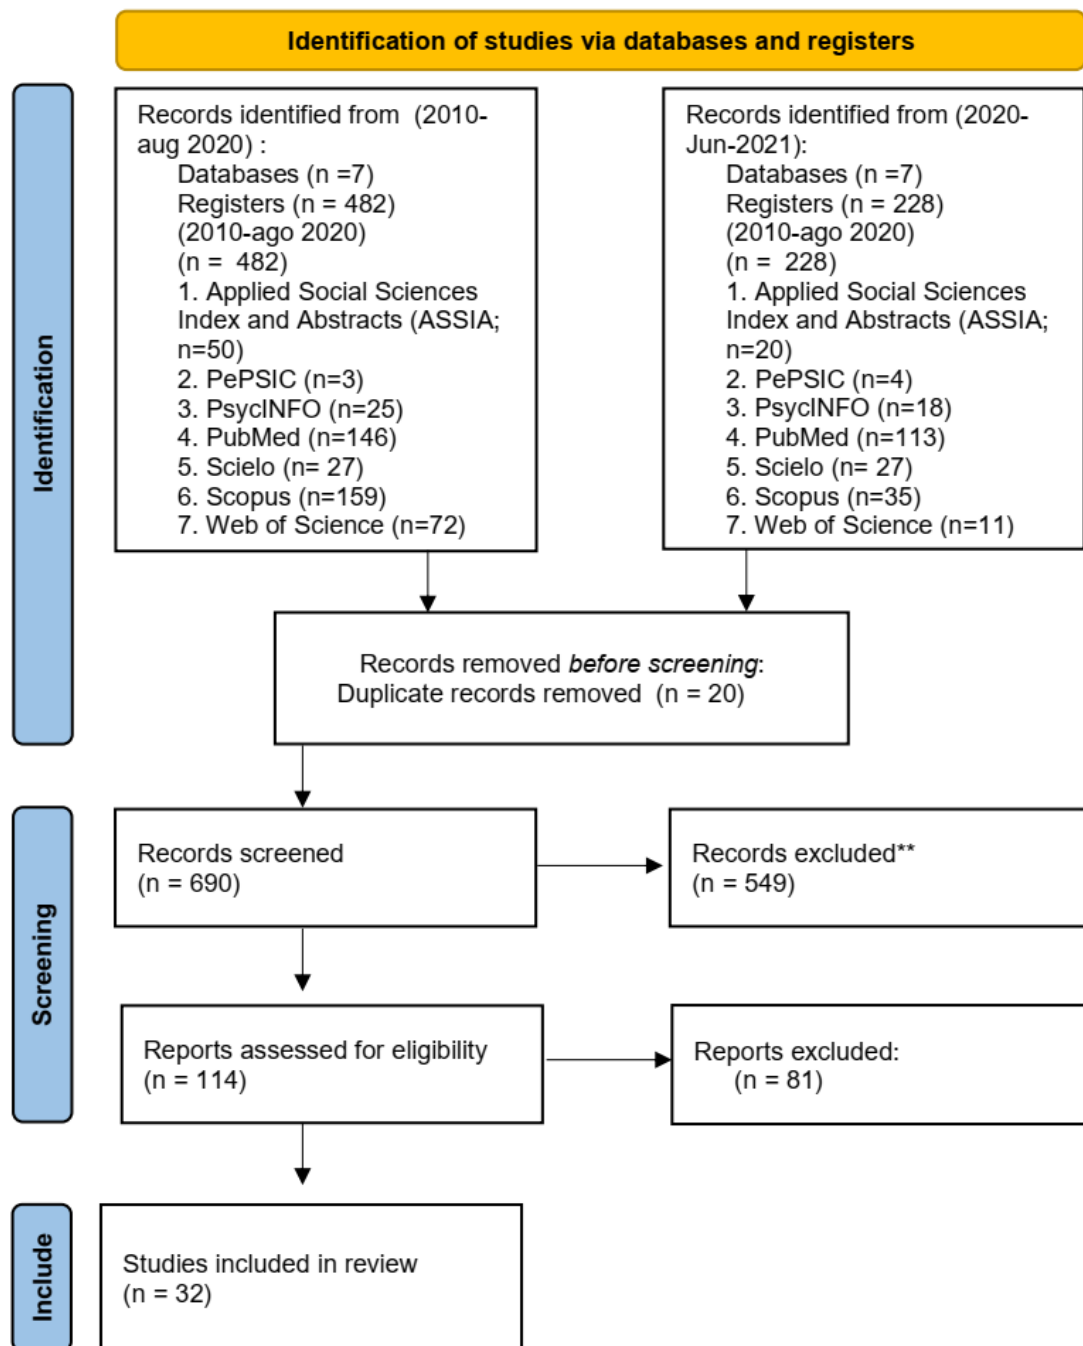 Identification of studies via databases and registers
Identification
Records identified from (2010-
aug 2020) :
Databases (n =7)
Registers (n = 482)
(2010-ago 2020)
(n = 482)
1. Applied Social Sciences
Index and Abstracts (ASSIA;
n=50)
2. PePSIC (n=3)
3. PsycINFO (n=25)
4. PubMed (n=146)
5. Scielo (n= 27)
6. Scopus (n=159)
7. Web of Science (n=72)
Records identified from (2020-
Jun-2021):
Databases (n =7)
Registers (n = 228)
(2010-ago 2020)
(n = 228)
1. Applied Social Sciences
Index and Abstracts (ASSIA;
n=20)
2. PePSIC (n=4)
3. PsycINFO (n=18)
4. PubMed (n=113)
5. Scielo (n= 27)
6. Scopus (n=35)
7. Web of Science (n=11)
Records removed before screening:
Duplicate records removed (n = 20)
Screening
Records screened
(n = 690)
Records excluded**
(n = 549)
Reports assessed for eligibility
(n = 114)
Reports excluded:
(n = 81)
Include
Studies included in review
(n = 32)